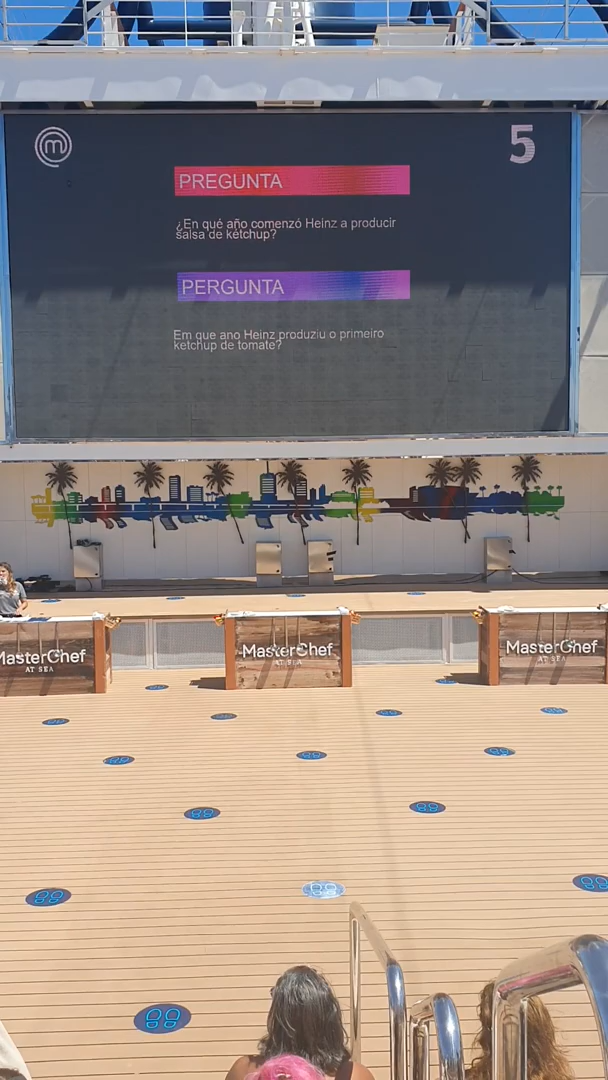 5
PREGUNTA
¿En qué año comenzó Heinz a producir
salsa de kétchup?
PERGUNTA
Em que ano Heinz produziu o primeiro
ketchup de tomate?
MasterChef
AT SEA
MasterChef
AT SEA
MasterChef
AT SEA